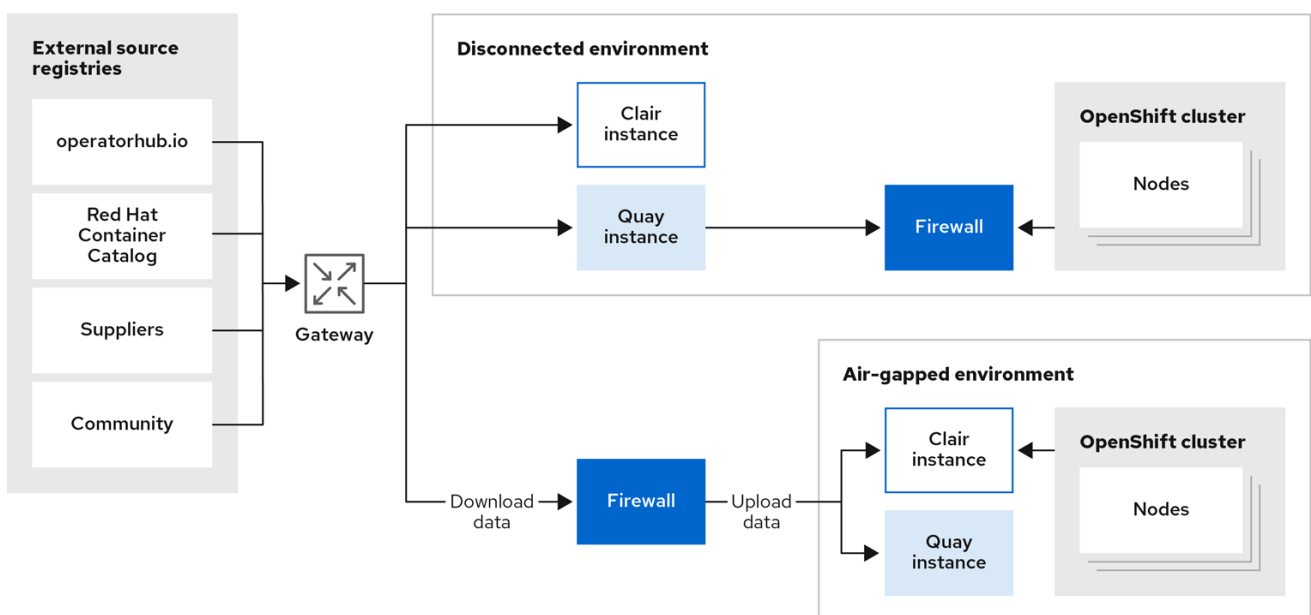 External source
registries
operatorhub.io
Red Hat
Container
Catalog
Suppliers
Community
Gateway
Disconnected environment
Clair
instance
Quay
instance
Firewall
OpenShift cluster
Nodes
Download
data
Firewall
Upload
data
Air-gapped environment
Clair
instance
Quay
instance
OpenShift cluster
Nodes